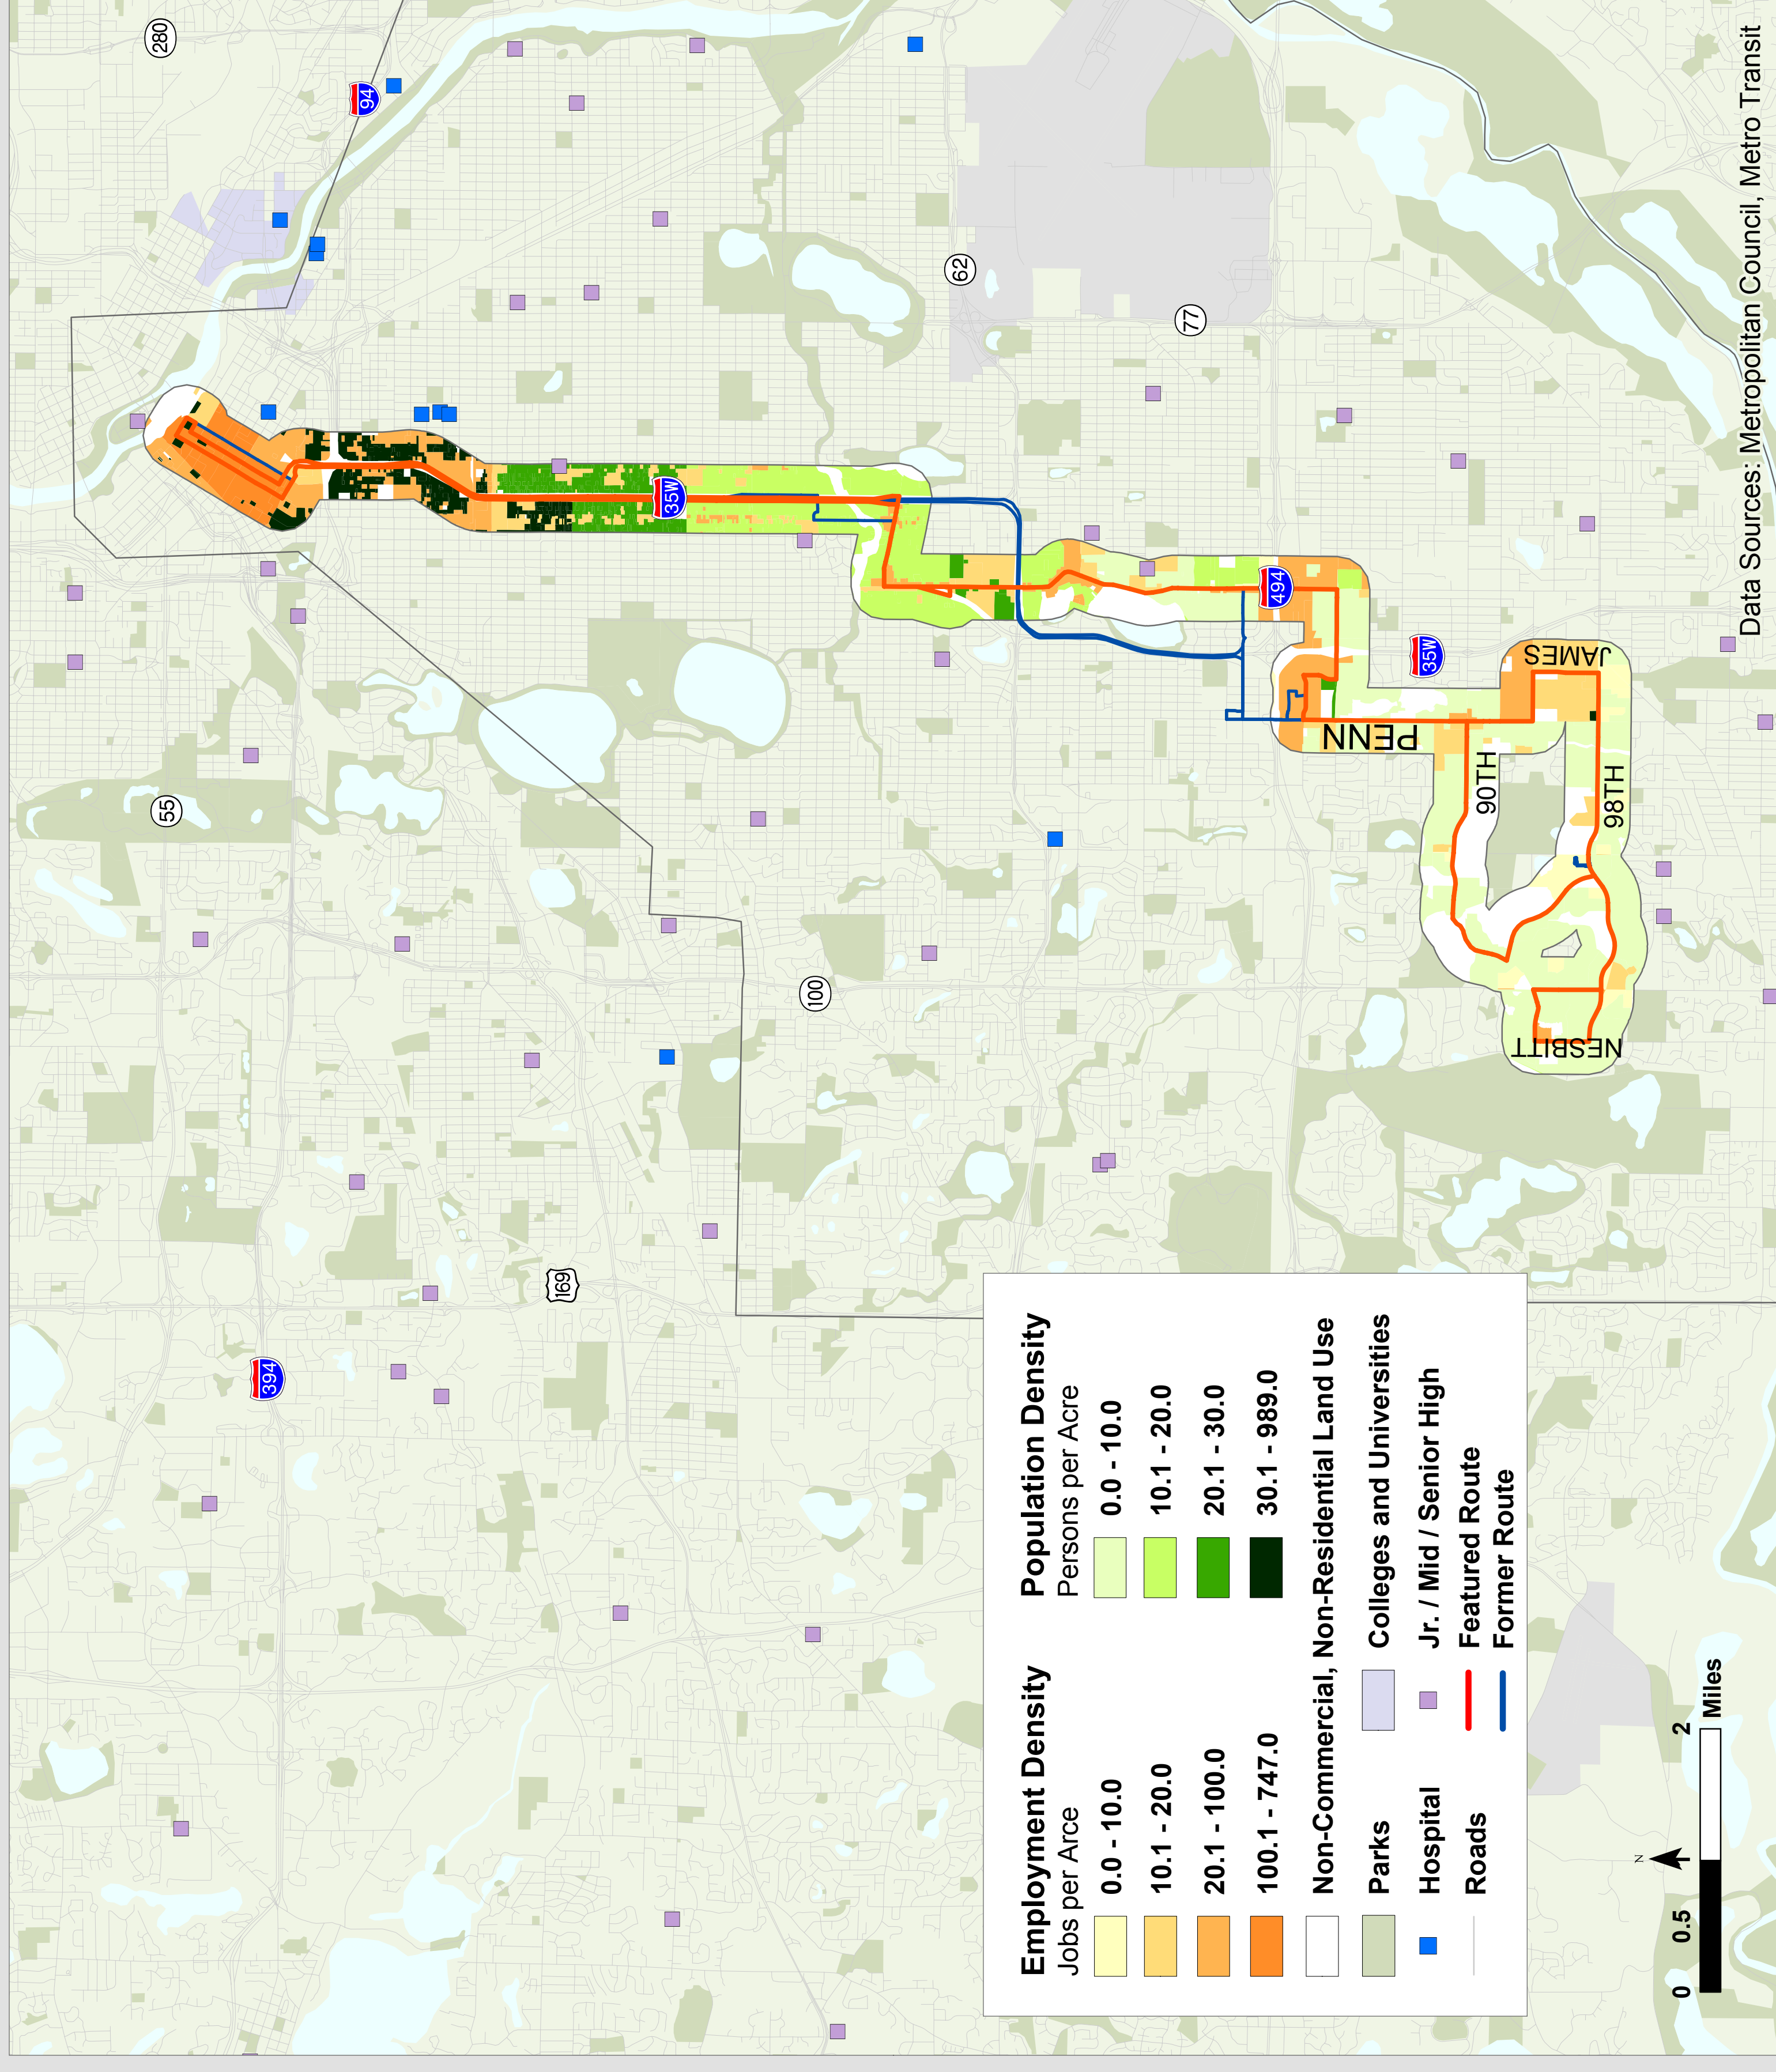 280
94
55
394
169
100
35W
62
77
494
35W
PENN
JAMES
90TH
98TH
NESBITT
Employment Density
Jobs per Arce
0.0 - 10.0
10.1 - 20.0
20.1 - 100.0
100.1 - 747.0
Population Density
Persons per Acre
0.0 - 10.0
10.1 - 20.0
20.1 - 30.0
30.1 - 989.0
Non-Commercial, Non-Residential Land Use
Parks
Colleges and Universities
Hospital
Jr. / Mid / Senior High
Roads
Featured Route
Former Route
N
0 0.5 1 2
Miles
Data Sources: Metropolitan Council, Metro Transit